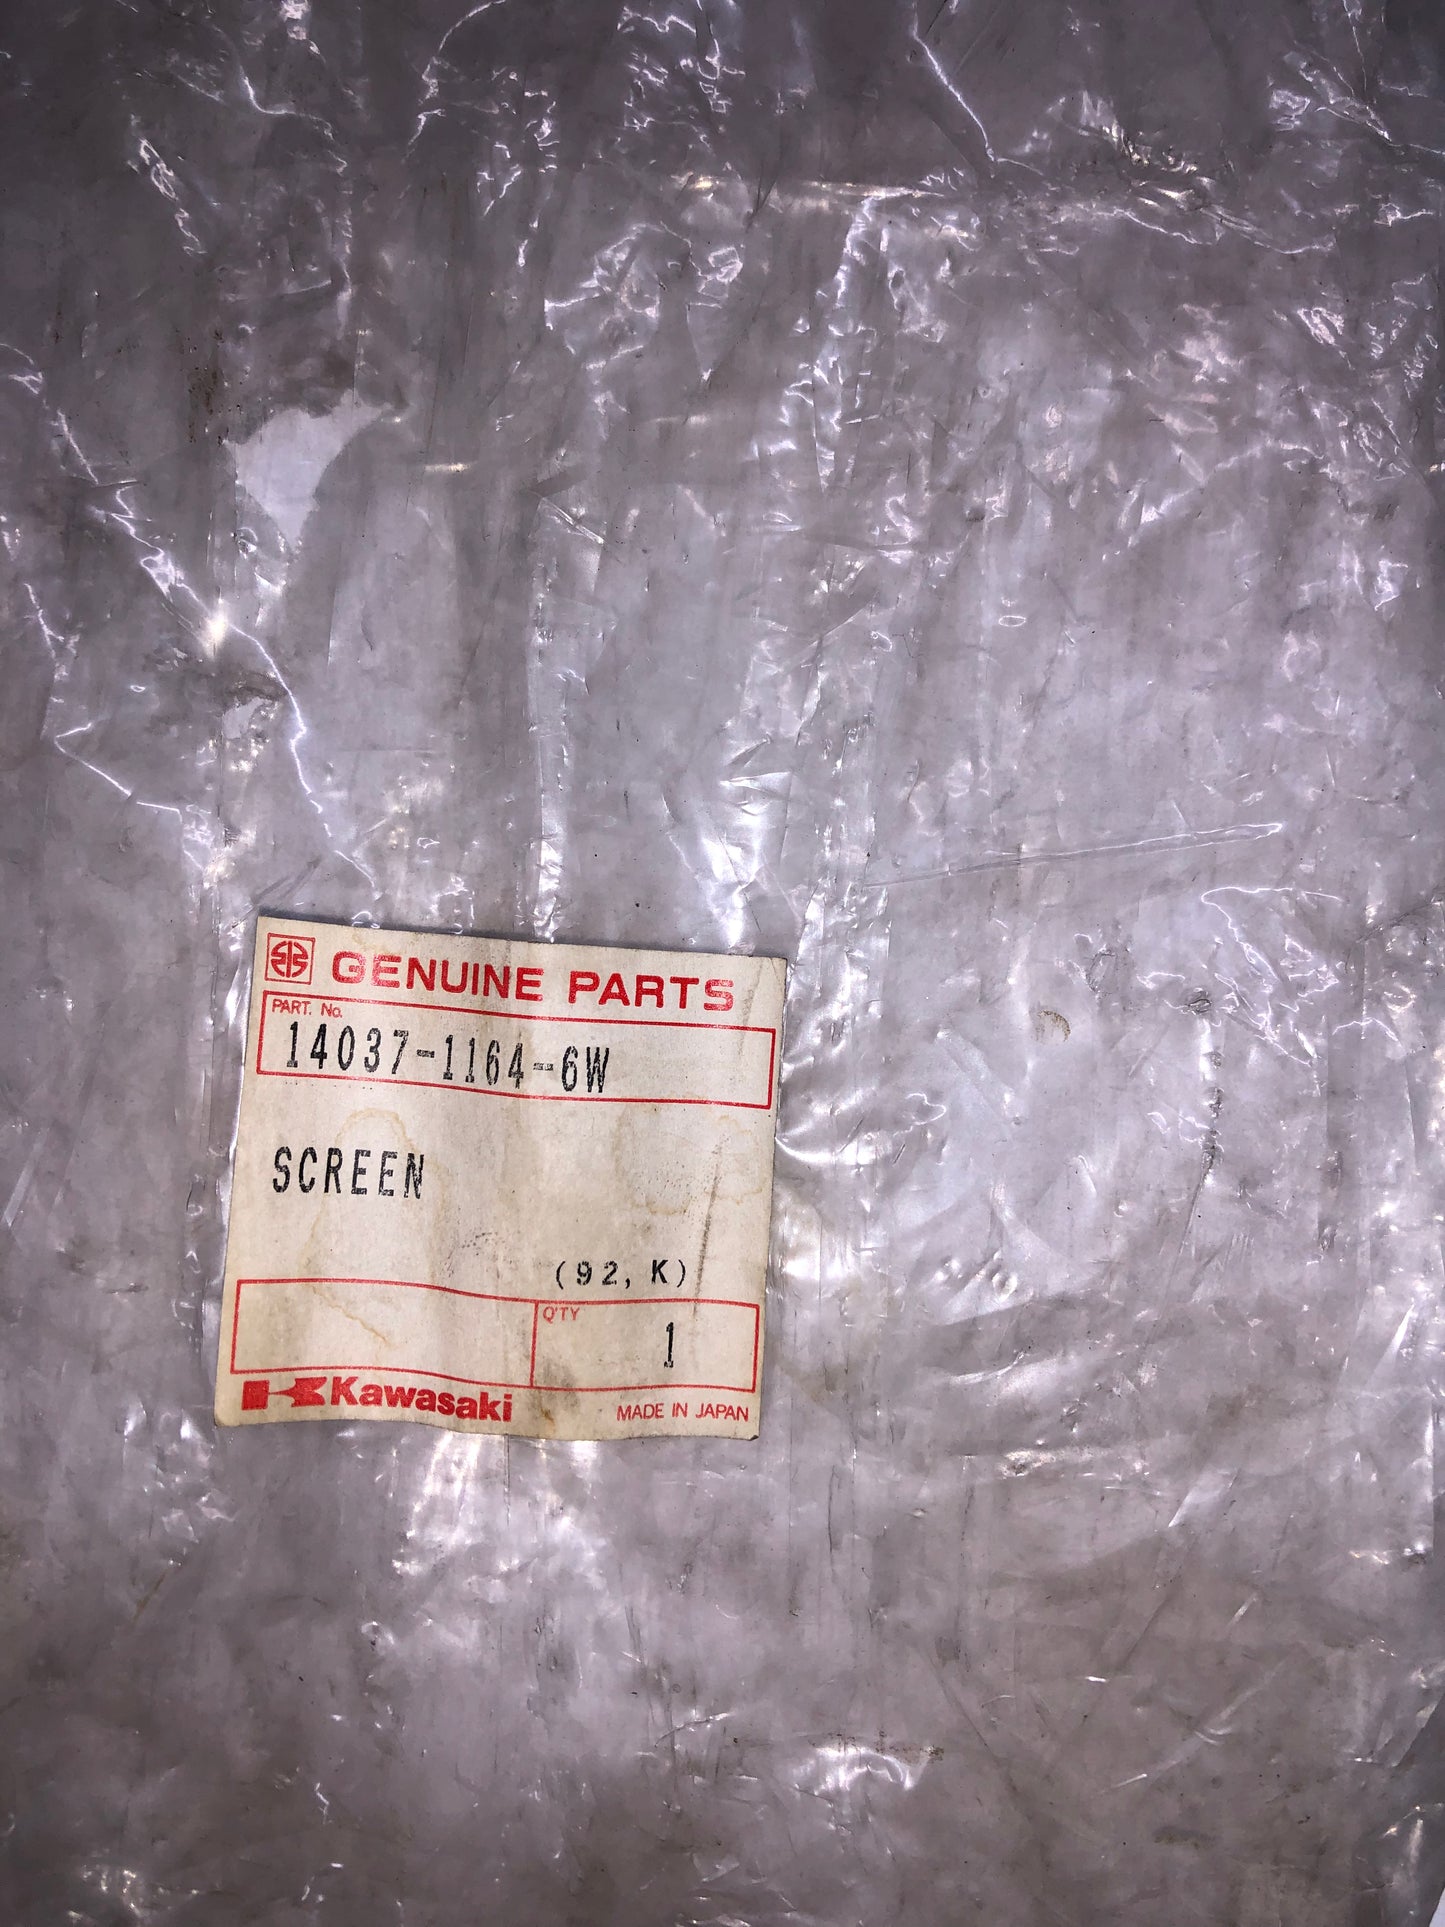 GENUINE PARTS
PART. No.
14037-1164-6W
SCREEN
(92, K)
Q'TY
1
Kawasaki
MADE IN JAPAN